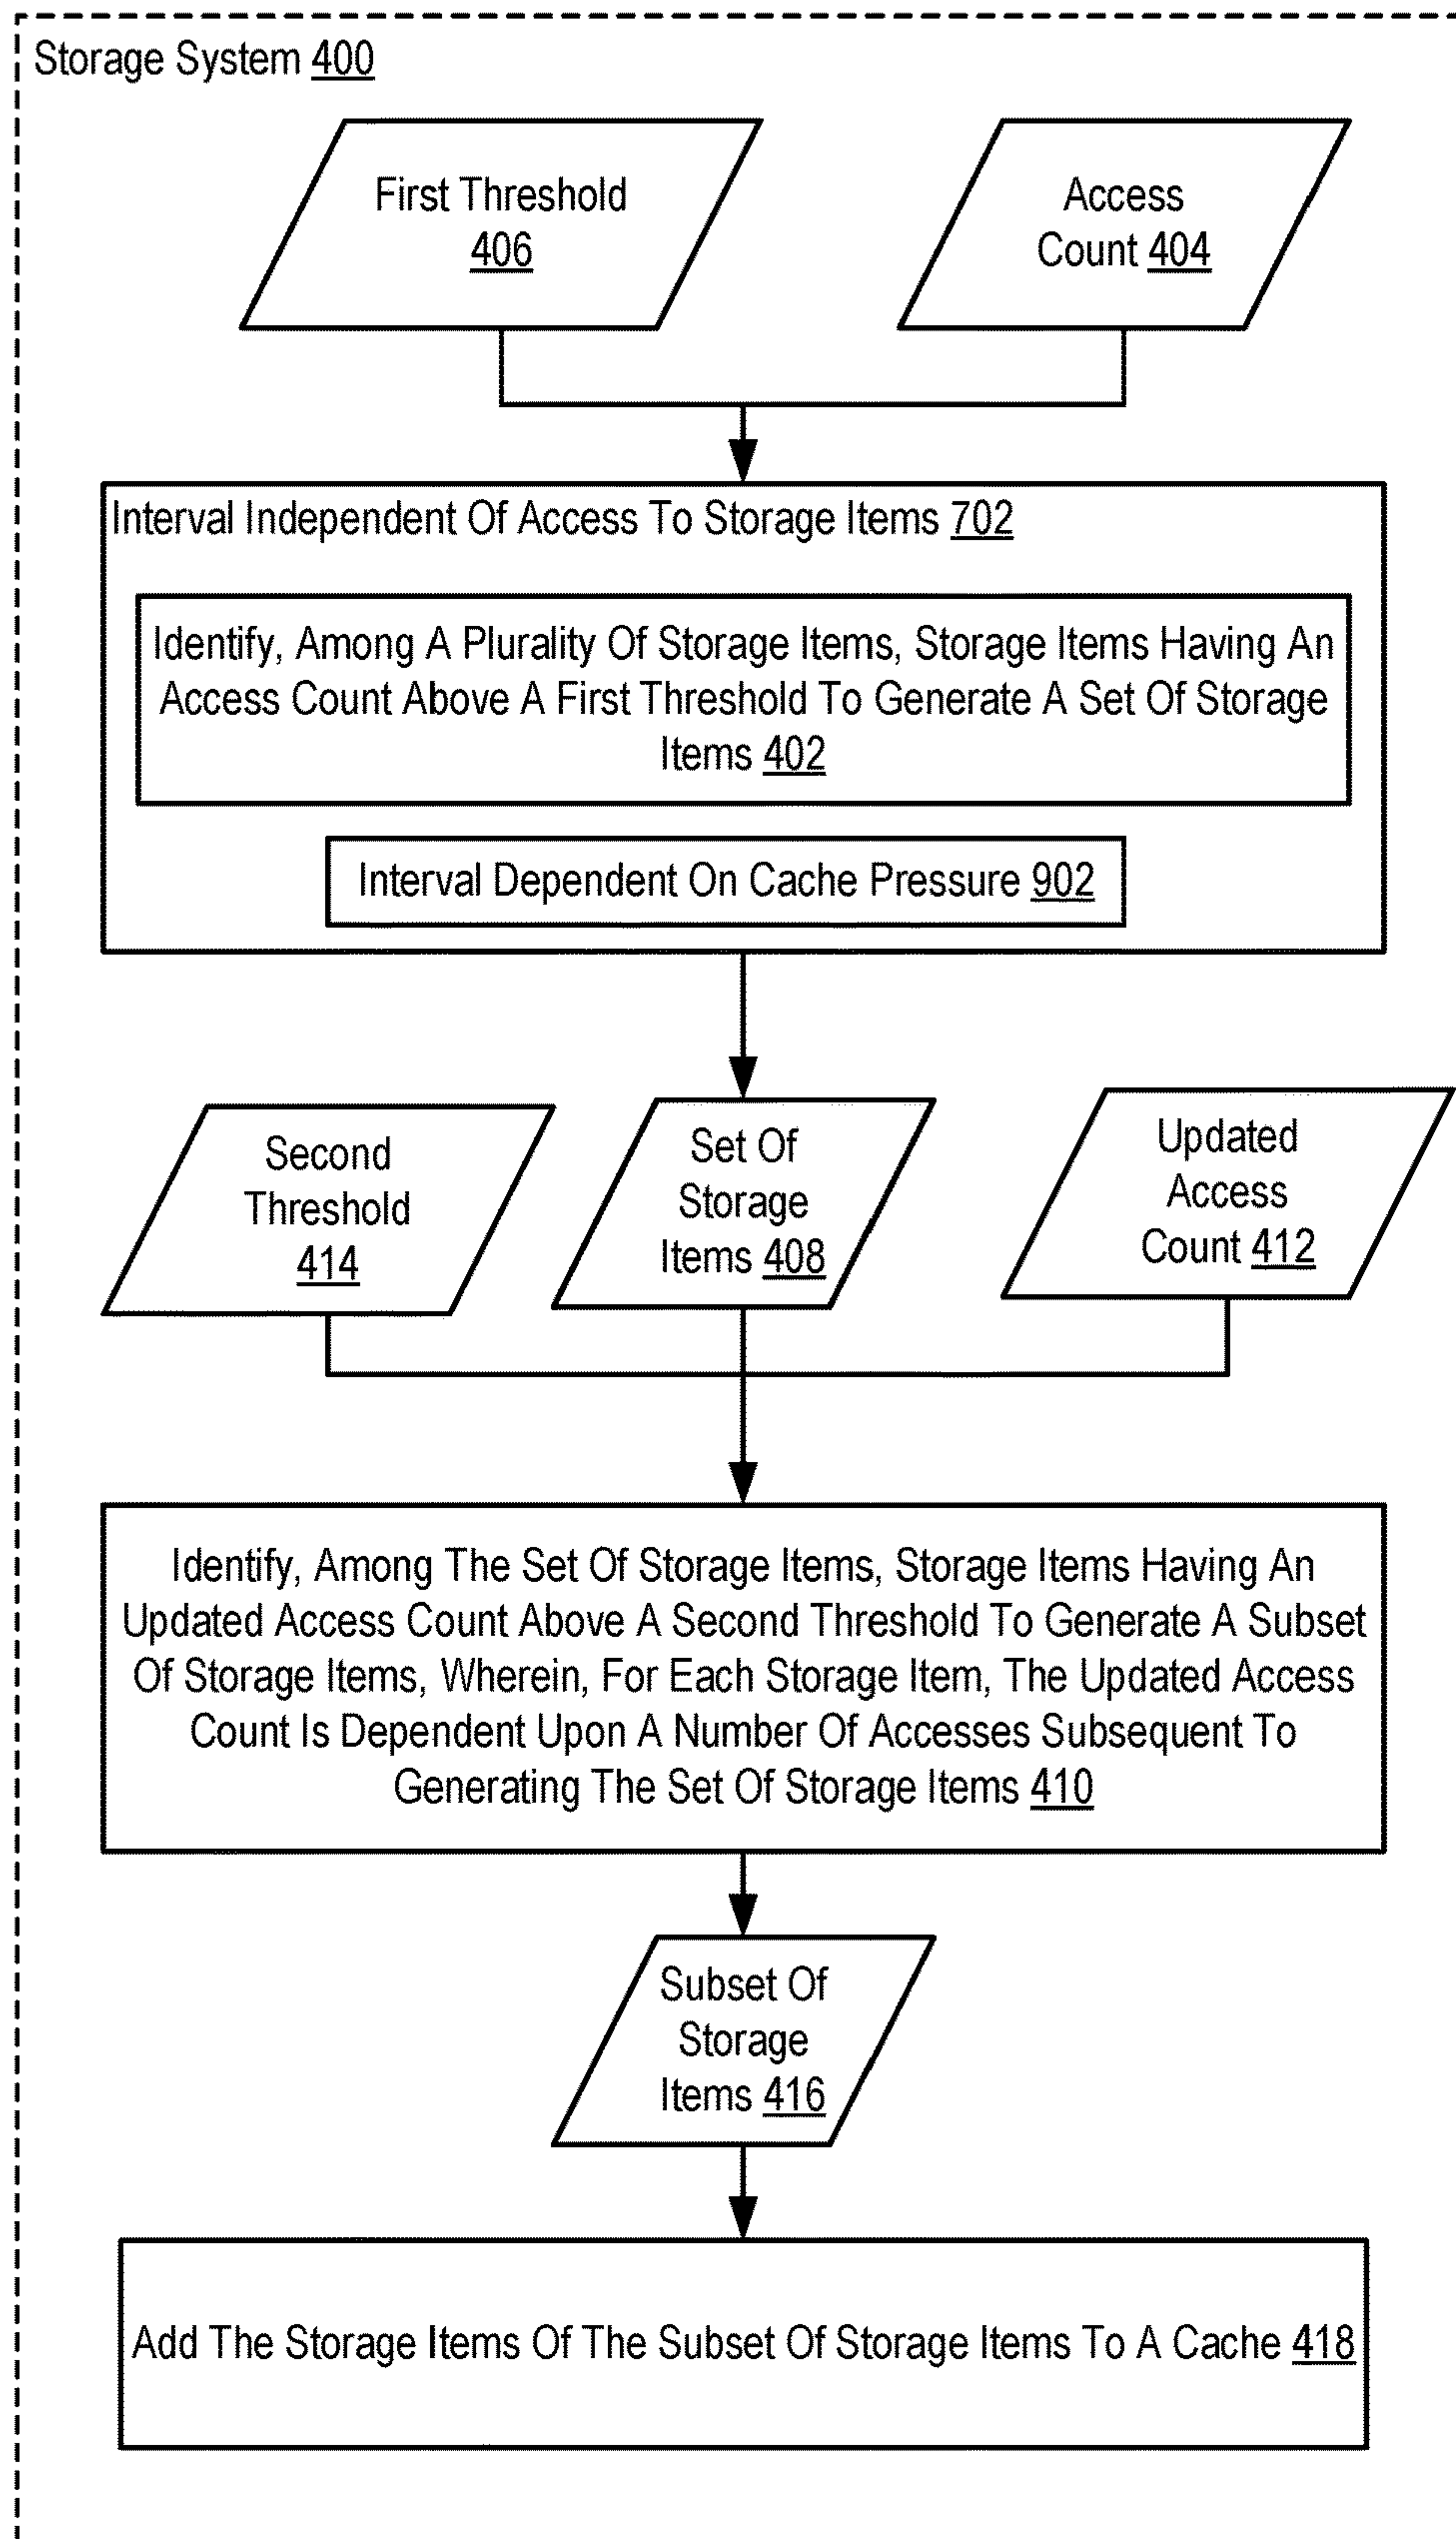 Storage System 400
First Threshold
406
Access
Count 404
Interval Independent Of Access To Storage Items 702
Identify, Among A Plurality Of Storage Items, Storage Items Having An
Access Count Above A First Threshold To Generate A Set Of Storage
Items 402
Interval Dependent On Cache Pressure 902
Second
Threshold
414
Set Of
Storage
Items 408
Updated
Access
Count 412
Identify, Among The Set Of Storage Items, Storage Items Having An
Updated Access Count Above A Second Threshold To Generate A Subset
Of Storage Items, Wherein, For Each Storage Item, The Updated Access
Count Is Dependent Upon A Number Of Accesses Subsequent To
Generating The Set Of Storage Items 410
Subset Of
Storage
Items 416
Add The Storage Items Of The Subset Of Storage Items To A Cache 418